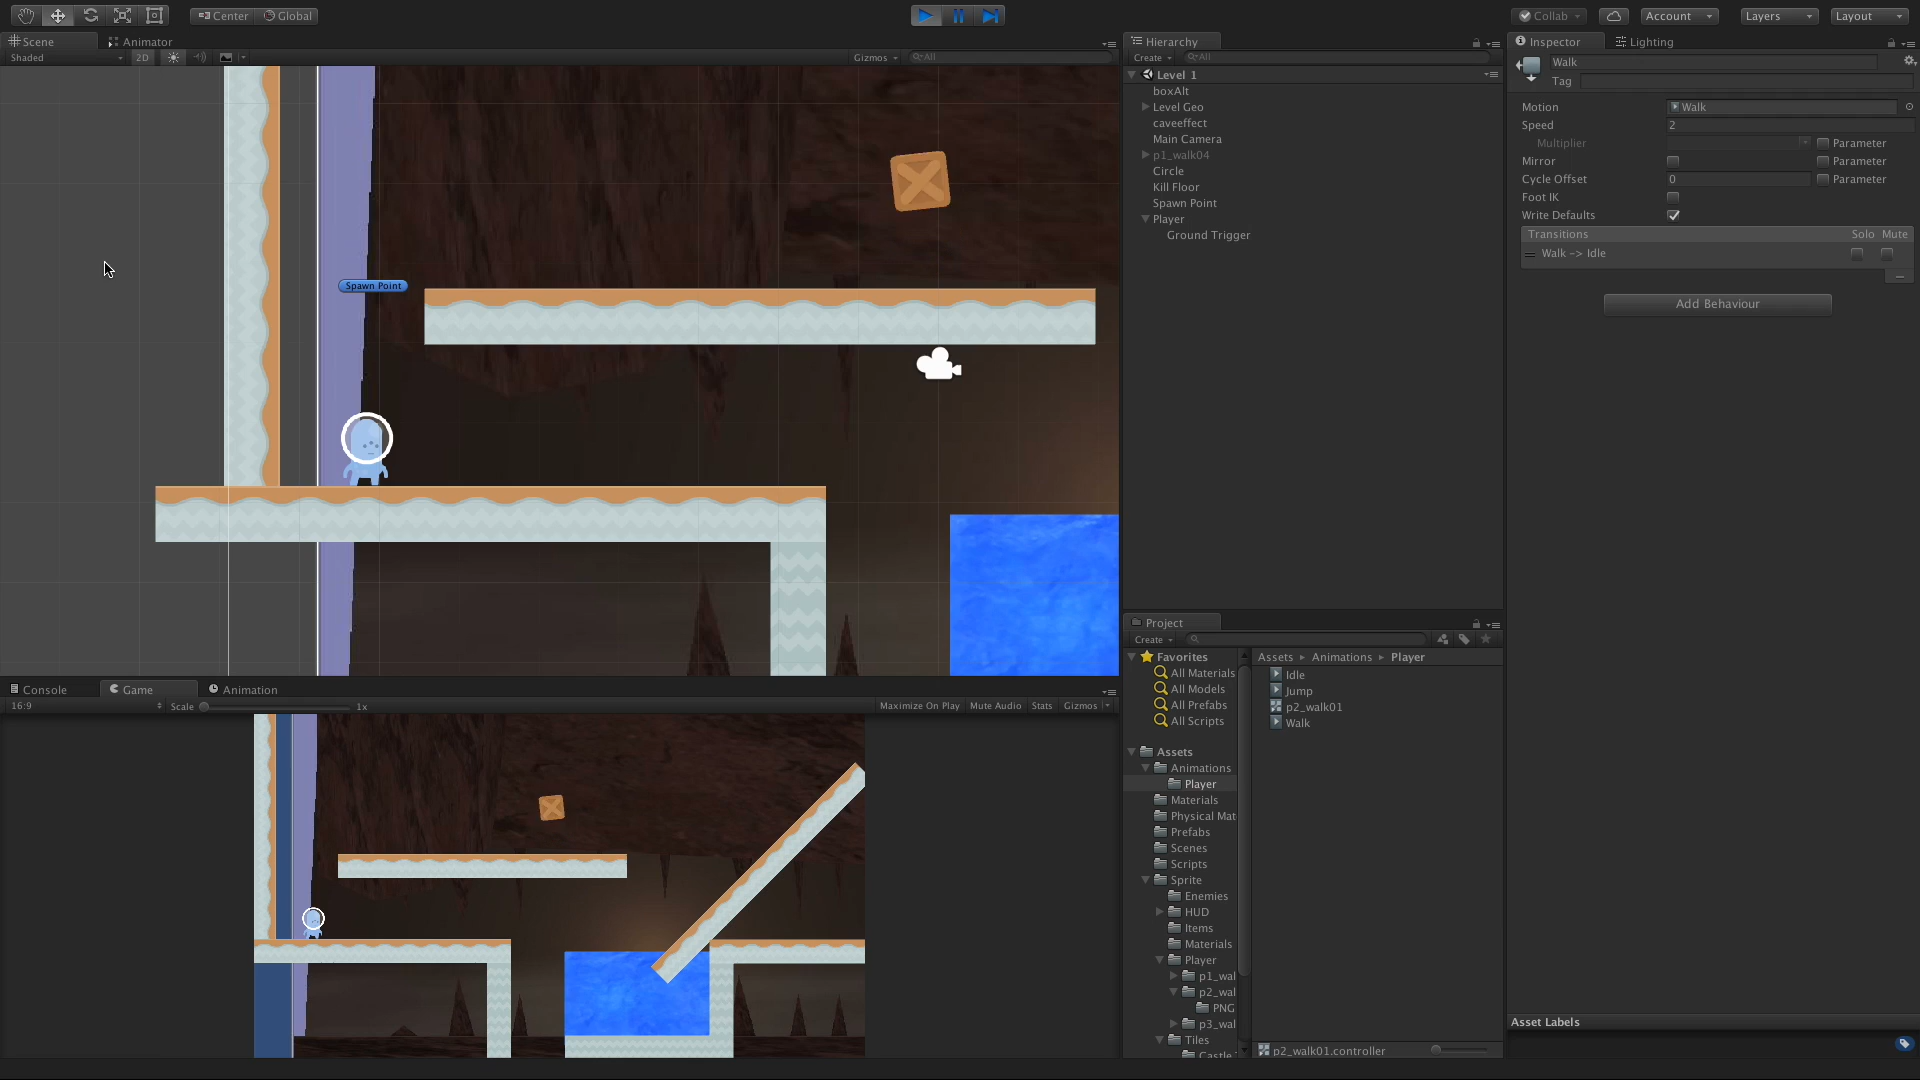 Center
Global
Collab
Account
Layers
Layout
Scene
Animator
Shaded
2D
Gizmos
All
Spawn Point
Console
Game
Animation
16:9
Scale
1x
Maximize On Play
Mute Audio
Stats
Gizmos
Hierarchy
Create
All
Level 1
boxAlt
Level Geo
caveeffect
Main Camera
p1_walk04
Circle
Kill Floor
Spawn Point
Player
Ground Trigger
Project
Create
Favorites
All Materials
All Models
All Prefabs
All Scripts
Assets
Animations
Player
Materials
Physical Mat
Prefabs
Scenes
Scripts
Sprite
Enemies
HUD
Items
Materials
Player
p1_wal
p2_wal
PNG
p3_wal
Tiles
Castle
Assets ▸ Animations ▸ Player
Idle
Jump
p2_walk01
Walk
p2_walk01.controller
Inspector
Lighting
Walk
Tag
Motion
Walk
Speed
2
Multiplier
Parameter
Mirror
Parameter
Cycle Offset
0
Parameter
Foot IK
Write Defaults
Transitions
Solo
Mute
Walk -> Idle
Add Behaviour
Asset Labels